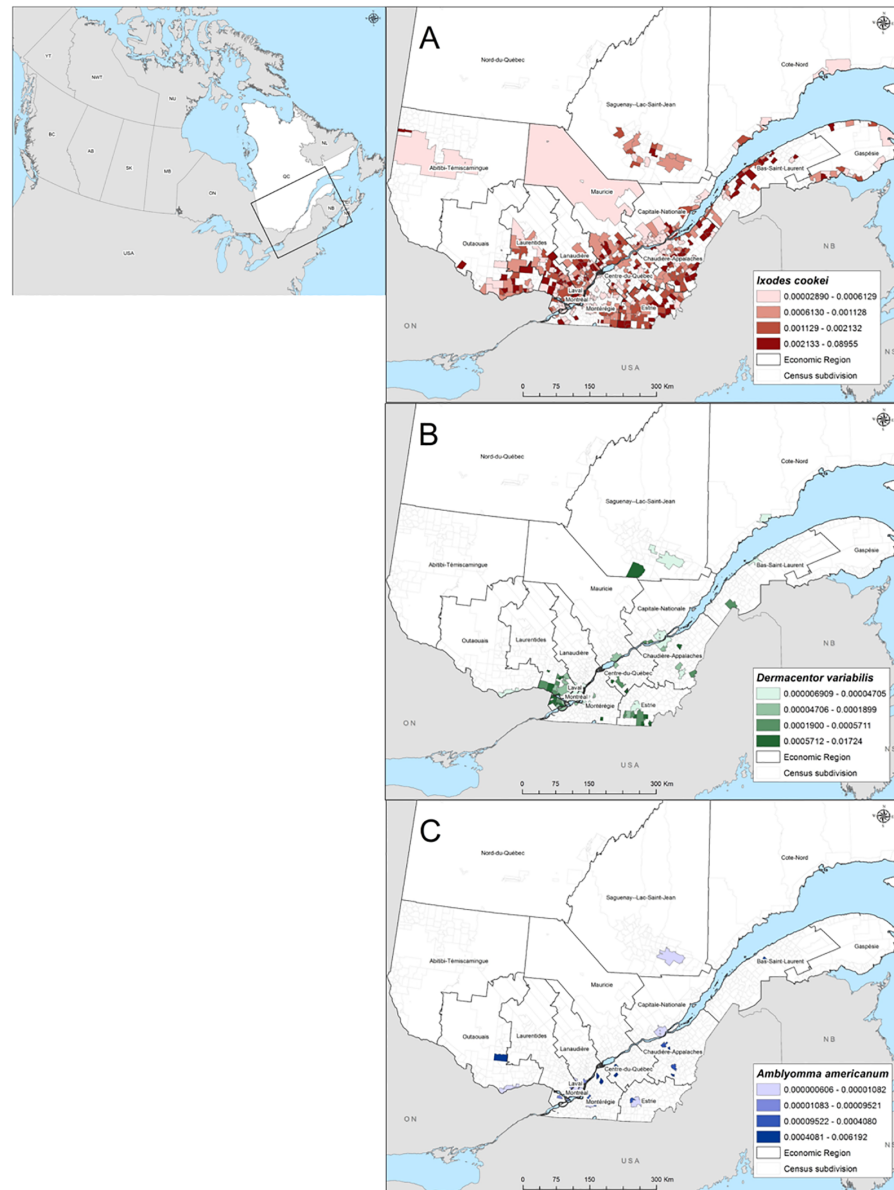 YT
NWT
NU
BC
AB
SK
MB
ON
QC
NL
NB
USA
A
Nord-du-Québec
Cote-Nord
Saguenay--Lac-Saint-Jean
Gaspésie
Abitibi-Témiscamingue
Bas-Saint-Laurent
Mauricie
Capitale-Nationale
Outaouais
Laurentides
Lanaudière
Chaudière-Appalaches
Centre-du-Québec
Laval
Montréal
Montérégie
Estrie
NB
NS
ON
USA
0 75 150 300 Km
Ixodes cookei
0.00002890 - 0.0006129
0.0006130 - 0.001128
0.001129 - 0.002132
0.002133 - 0.08955
Economic Region
Census subdivision
B
Nord-du-Québec
Cote-Nord
Saguenay--Lac-Saint-Jean
Gaspésie
Abitibi-Témiscamingue
Bas-Saint-Laurent
Mauricie
Capitale-Nationale
Outaouais
Laurentides
Lanaudière
Chaudière-Appalaches
Centre-du-Québec
Laval
Montréal
Montérégie
Estrie
NB
NS
ON
USA
0 75 150 300 Km
Dermacentor variabilis
0.000006909 - 0.00004705
0.00004706 - 0.0001899
0.0001900 - 0.0005711
0.0005712 - 0.01724
Economic Region
Census subdivision
C
Nord-du-Québec
Cote-Nord
Saguenay--Lac-Saint-Jean
Gaspésie
Abitibi-Témiscamingue
Bas-Saint-Laurent
Mauricie
Capitale-Nationale
Outaouais
Laurentides
Lanaudière
Chaudière-Appalaches
Centre-du-Québec
Laval
Montréal
Montérégie
Estrie
NB
NS
ON
USA
0 75 150 300 Km
Amblyomma americanum
0.000000606 - 0.00001082
0.00001083 - 0.00009521
0.00009522 - 0.0004080
0.0004081 - 0.006192
Economic Region
Census subdivision